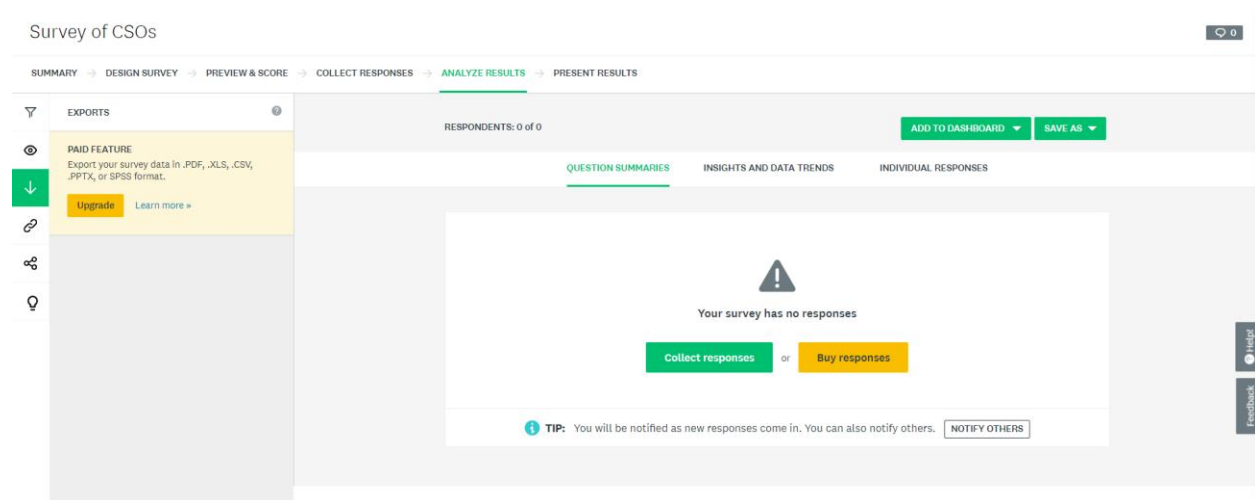 Survey of CSOs
0
SUMMARY → DESIGN SURVEY → PREVIEW & SCORE → COLLECT RESPONSES → ANALYZE RESULTS → PRESENT RESULTS
EXPORTS
PAID FEATURE
Export your survey data in .PDF, .XLS, .CSV,
.PPTX, or SPSS format.
Upgrade Learn more »
RESPONDENTS: 0 of 0
ADD TO DASHBOARD SAVE AS
QUESTION SUMMARIES INSIGHTS AND DATA TRENDS INDIVIDUAL RESPONSES
Your survey has no responses
Collect responses or Buy responses
TIP: You will be notified as new responses come in. You can also notify others. NOTIFY OTHERS
Help!
Feedback